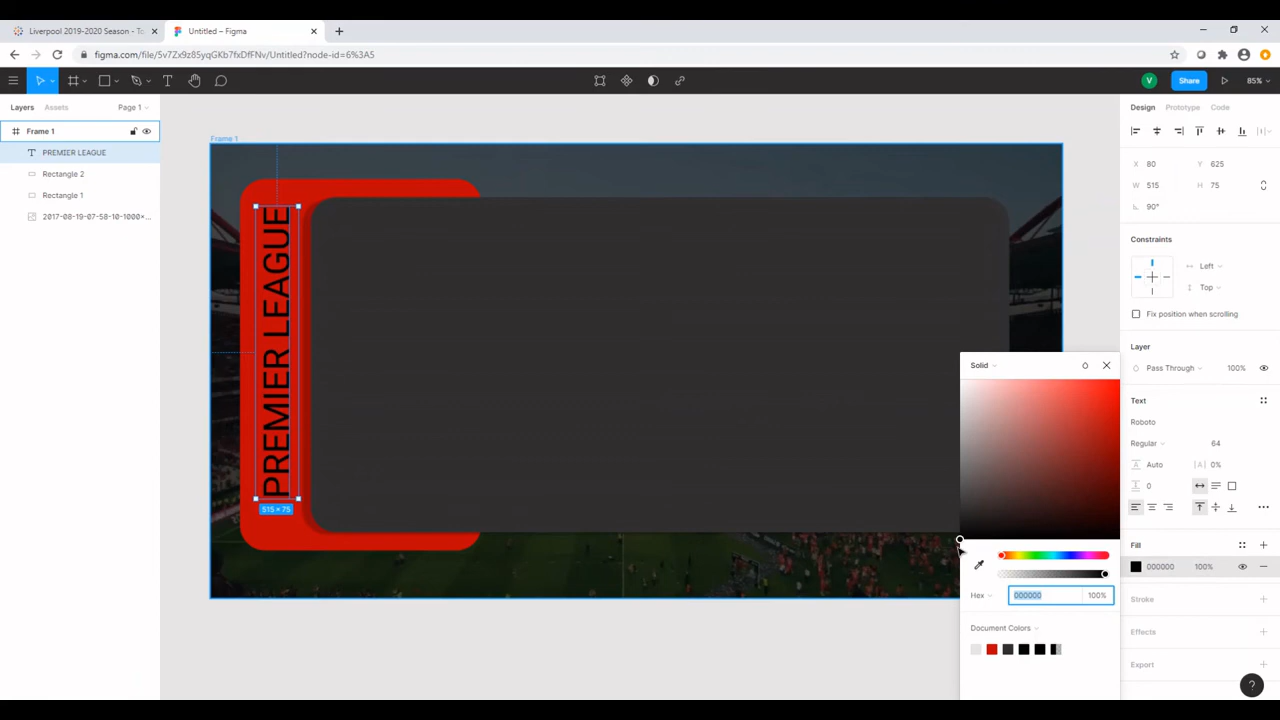 Liverpool 2019-2020 Season - To
Untitled – Figma
figma.com/file/5v7Zx9z85yqGKb7fxDfFNv/Untitled?node-id=6%3A5
V
Share
85%
Layers
Assets
Page 1
Design
Prototype
Code
Frame 1
PREMIER LEAGUE
Rectangle 2
Rectangle 1
2017-08-19-07-58-10-1000×...
Frame 1
PREMIER LEAGUE
515 × 75
X 80
Y 625
W 515
H 75
90°
Constraints
Left
Top
Fix position when scrolling
Layer
Pass Through
100%
Text
Roboto
Regular
64
A Auto
|A| 0%
0
Fill
000000
100%
Stroke
Effects
Export
Solid
Hex
000000
100%
Document Colors
?